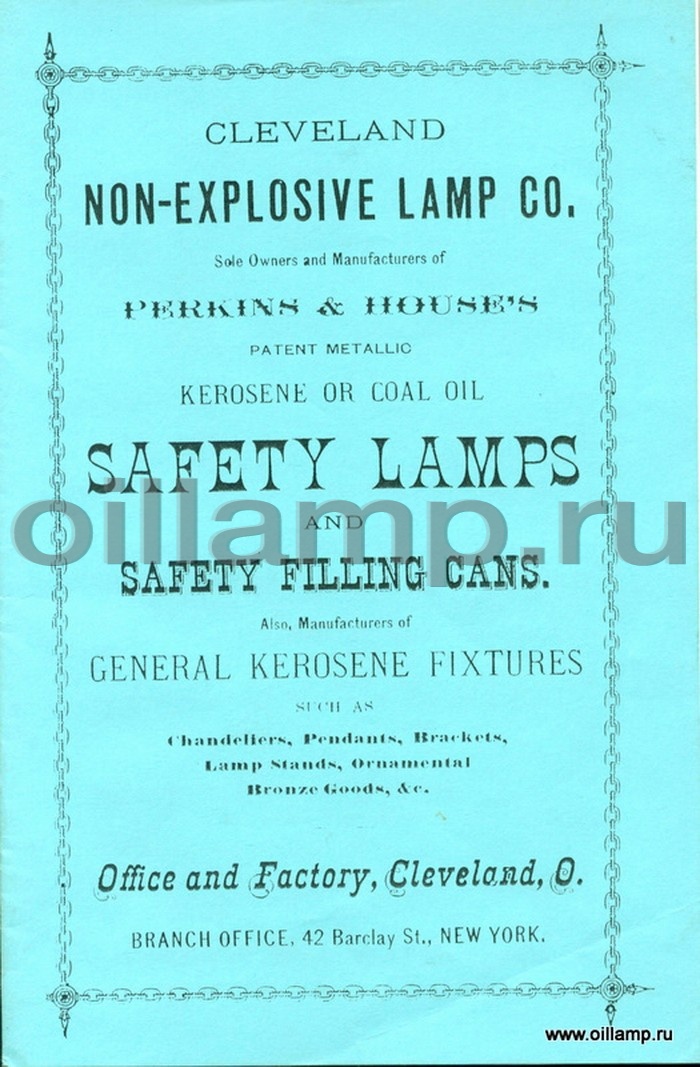 CLEVELAND
NON-EXPLOSIVE LAMP CO.
Sole Owners and Manufacturers of
PERKINS & HOUSE'S
PATENT METALLIC
KEROSENE OR COAL OIL
SAFETY LAMPS
oillamp.ru
AND
SAFETY FILLING CANS.
Also, Manufacturers of
GENERAL KEROSENE FIXTURES
SUCH AS
Chandeliers, Pendants, Brackets,
Lamp Stands, Ornamental
Bronze Goods, &c.
Office and Factory, Cleveland, O.
BRANCH OFFICE, 42 Barclay St., NEW YORK.
www.oillamp.ru